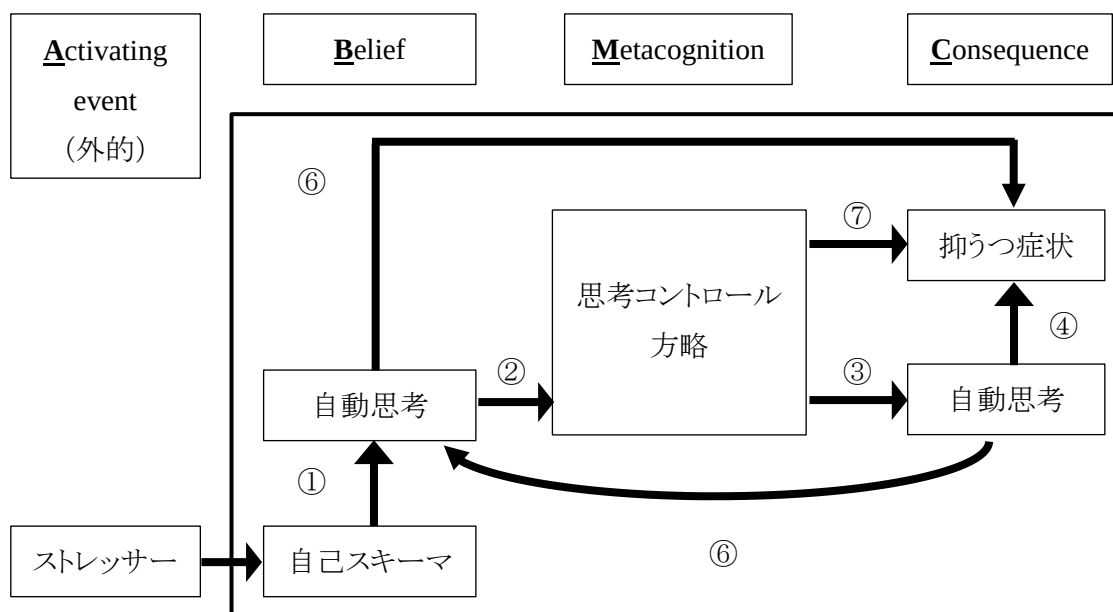 Activating
event
（外的）
Belief
Metacognition
Consequence
⑥
⑦
抑うつ症状
思考コントロール
方略
④
②
③
自動思考
自動思考
①
⑥
ストレッサー
自己スキーマ